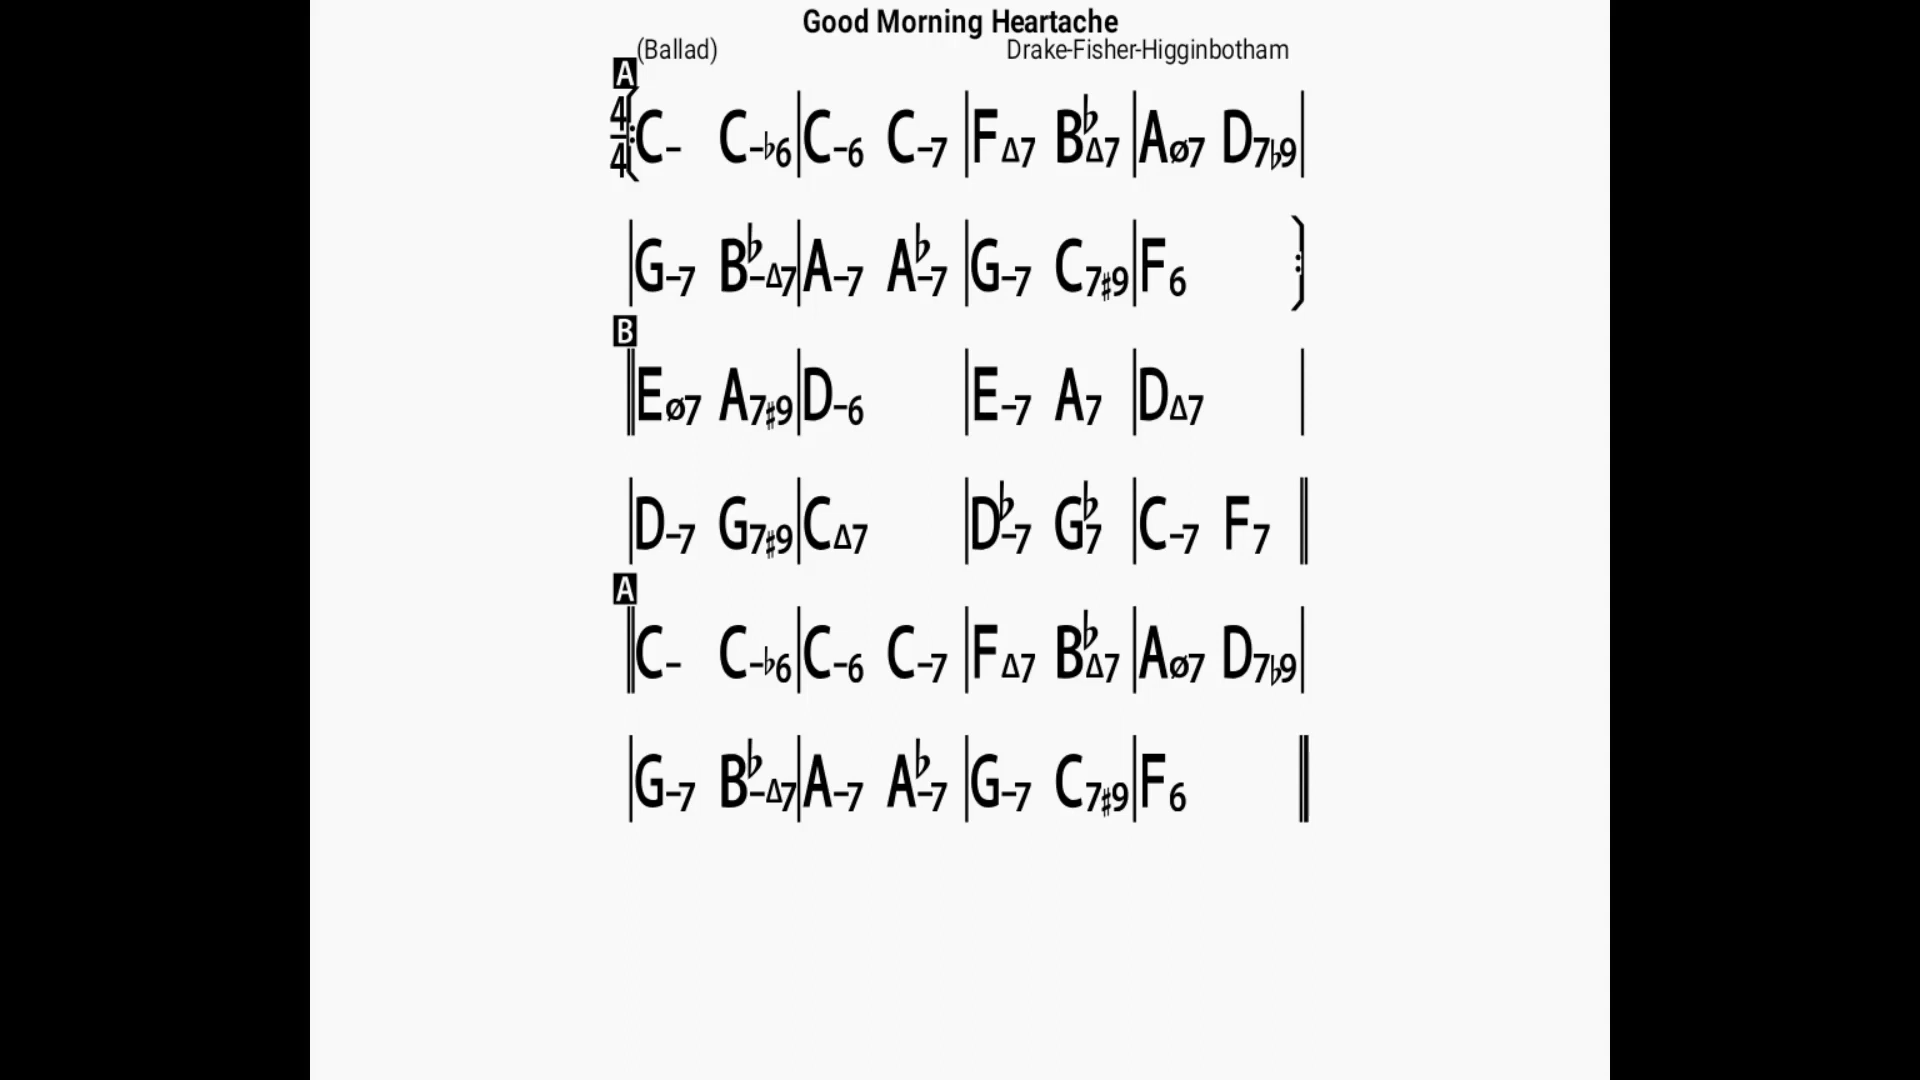 Good Morning Heartache
(Ballad) Drake-Fisher-Higginbotham
A
4/4 C– C–♭6 | C–6 C–7 | FΔ7 B♭Δ7 | Aø7 D7♭9 |
| G–7 B♭–Δ7 | A–7 A♭–7 | G–7 C7♯9 | F6
B
Eø7 A7♯9 | D–6 | E–7 A7 | DΔ7 |
| D–7 G7♯9 | CΔ7 | D♭–7 G♭7 | C–7 F7
A
C– C–♭6 | C–6 C–7 | FΔ7 B♭Δ7 | Aø7 D7♭9 |
| G–7 B♭–Δ7 | A–7 A♭–7 | G–7 C7♯9 | F6